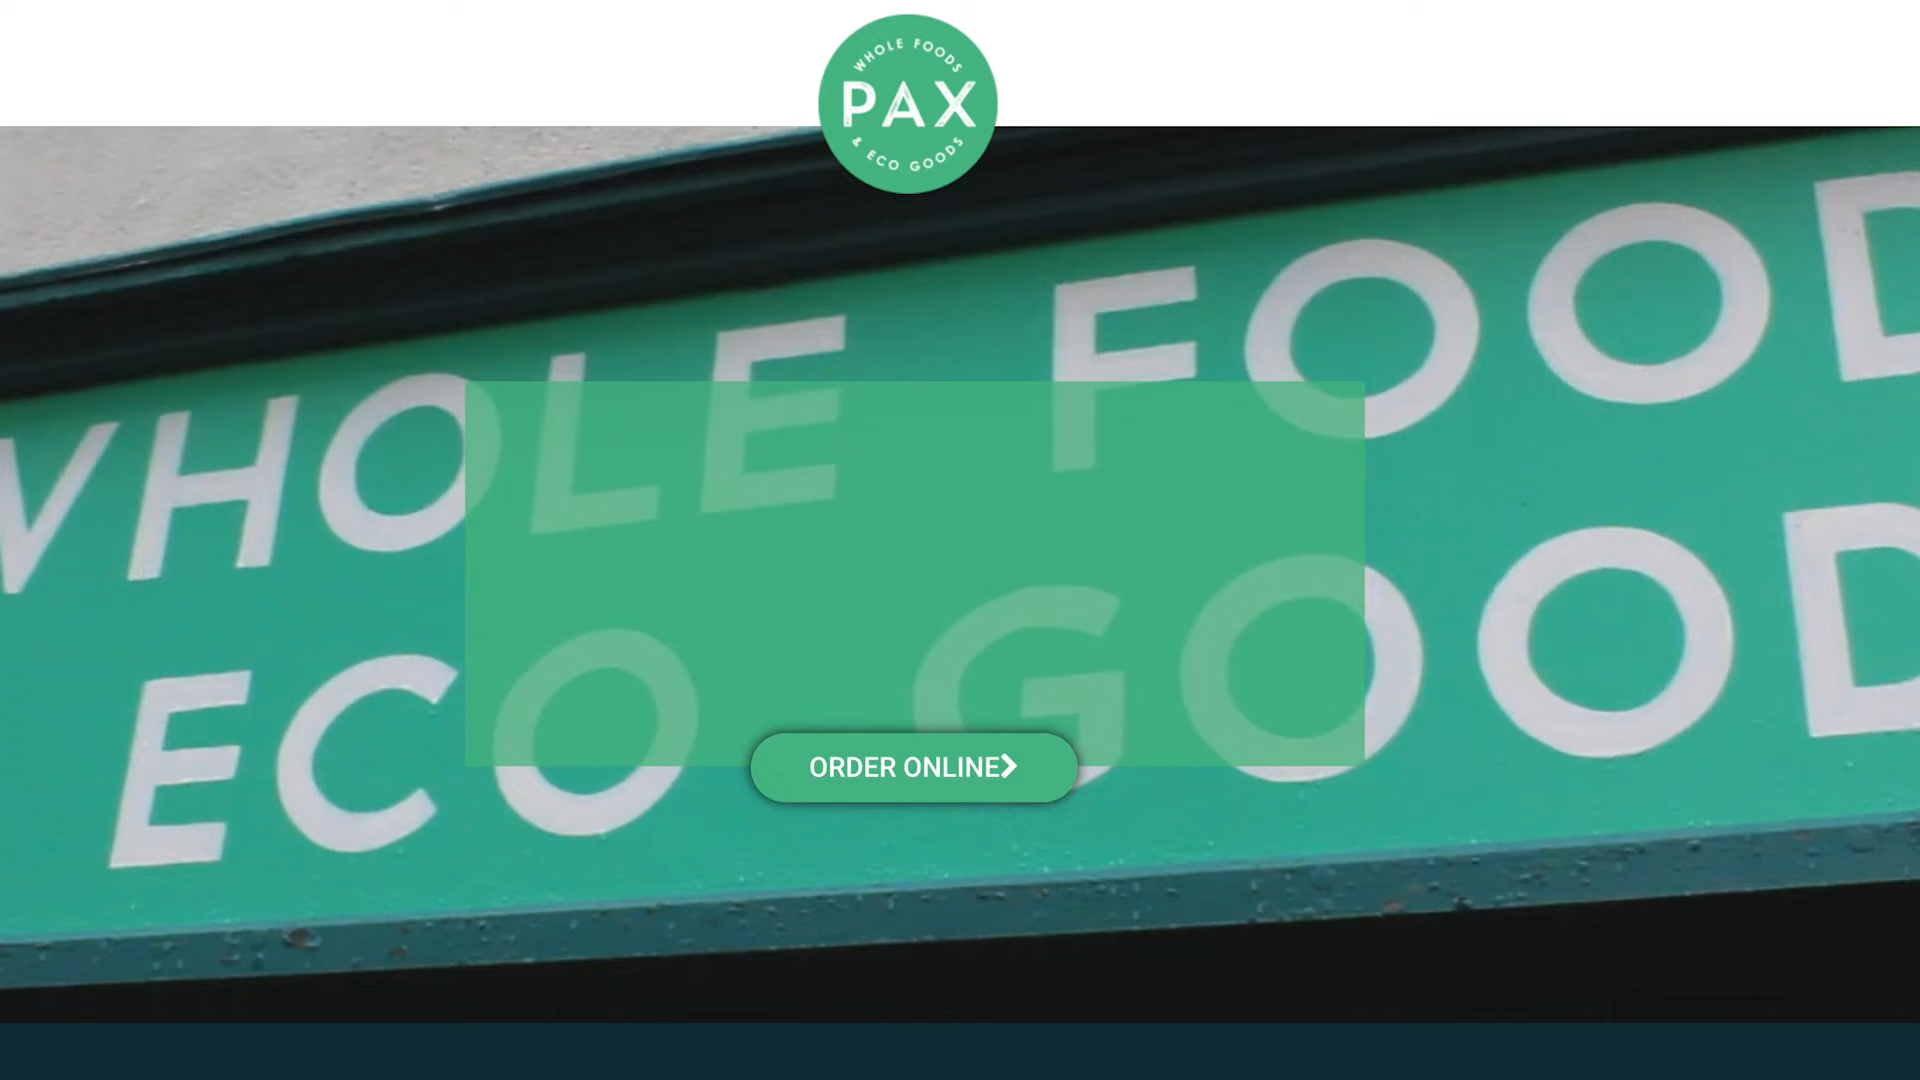 WHOLE FOODS
PAX
& ECO GOODS
WHOLE FOOD
ECO GOOD
ORDER ONLINE